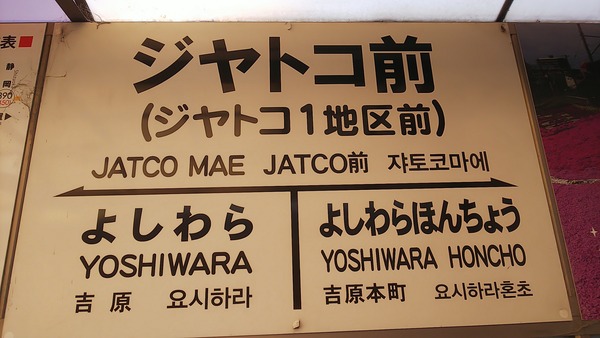 ジヤトコ前
(ジヤトコ1地区前)
JATCO MAE JATCO前 쟈토코마에
よしわら
YOSHIWARA
吉原 요시하라
よしわらほんちょう
YOSHIWARA HONCHO
吉原本町 요시하라혼초
表
静
岡